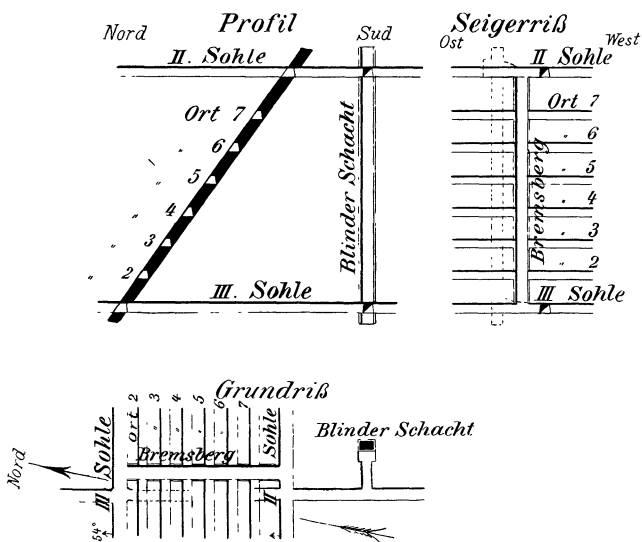 Profil
Nord
Sud
II. Sohle
Ort 7
" 6
" 5
" 4
" 3
" 2
Blinder Schacht
III. Sohle
Seigerriß
Ost
West
II Sohle
Ort 7
" 6
" 5
" 4
" 3
" 2
Bremsberg
III Sohle
Grundriß
Nord
III Sohle
Ort 2
" 3
" 4
" 5
" 6
" 7
II Sohle
Bremsberg
Blinder Schacht
54°